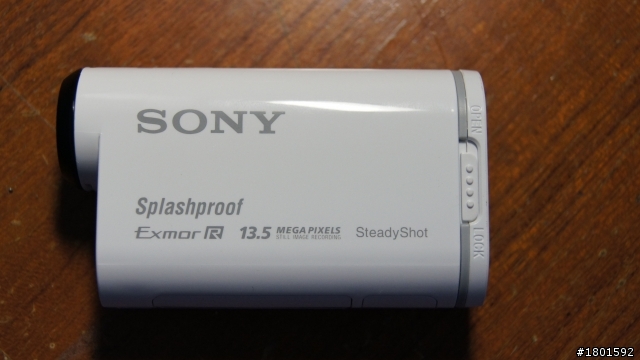 SONY
OPEN
Splashproof
Exmor R 13.5 MEGA PIXELS STILL IMAGE RECORDING SteadyShot
LOCK
#1801592